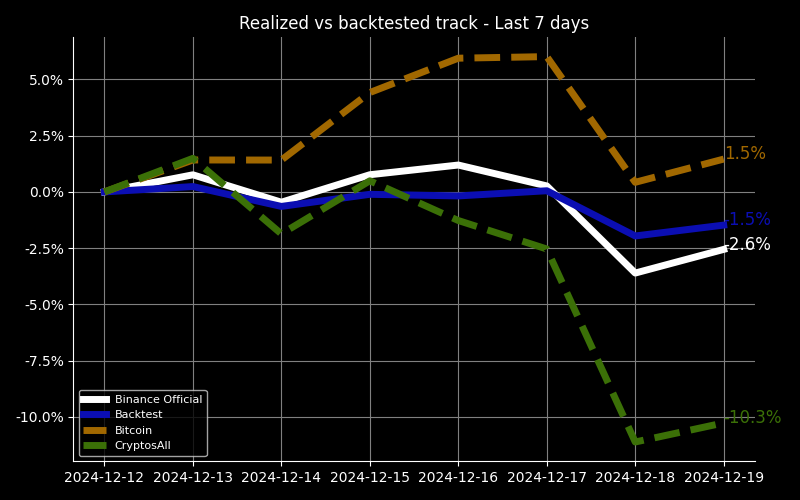 Realized vs backtested track - Last 7 days
5.0%
2.5%
0.0%
-2.5%
-5.0%
-7.5%
-10.0%
1.5%
-1.5%
-2.6%
-10.3%
Binance Official
Backtest
Bitcoin
CryptosAll
2024-12-12 2024-12-13 2024-12-14 2024-12-15 2024-12-16 2024-12-17 2024-12-18 2024-12-19